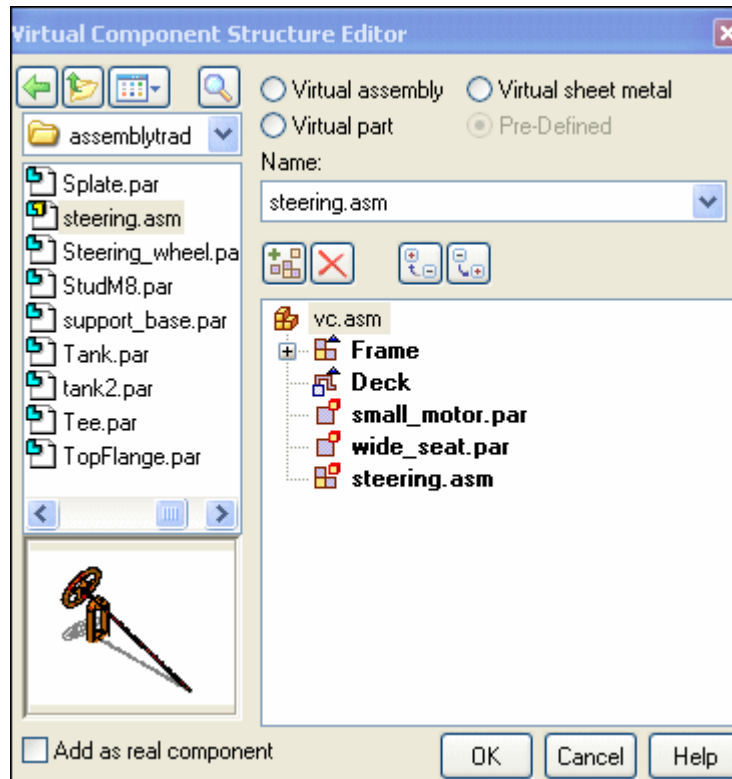 Virtual Component Structure Editor
assemblytrad
Splate.par
steering.asm
Steering_wheel.pa
StudM8.par
support_base.par
Tank.par
tank2.par
Tee.par
TopFlange.par
Add as real component
Virtual assembly
Virtual sheet metal
Virtual part
Pre-Defined
Name:
steering.asm
vc.asm
Frame
Deck
small_motor.par
wide_seat.par
steering.asm
OK
Cancel
Help